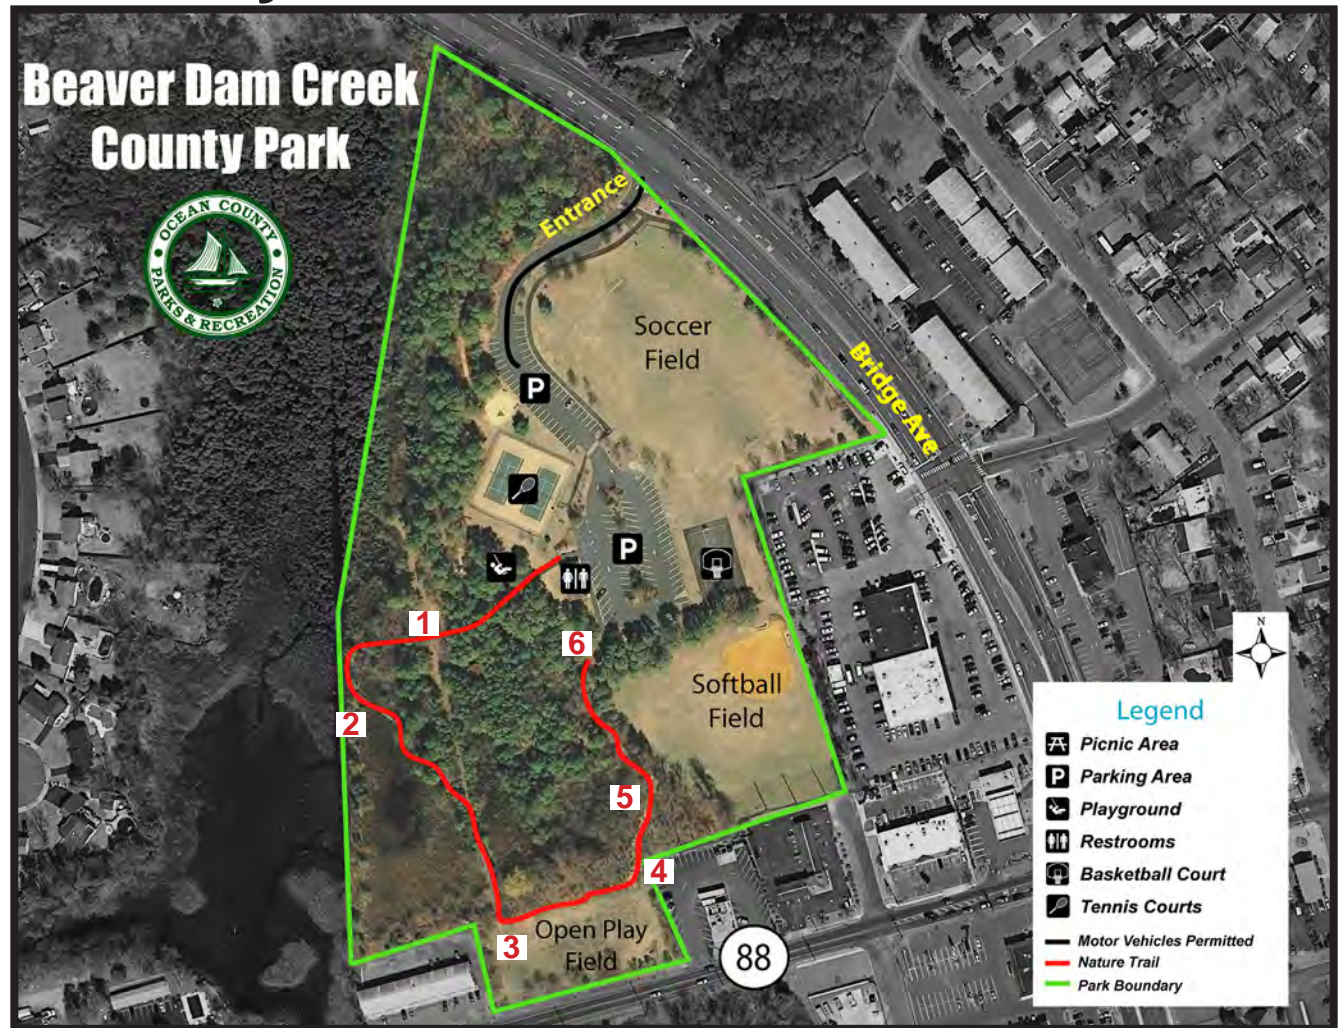 Beaver Dam Creek
County Park
OCEAN COUNTY
PARKS & RECREATION
Entrance
Soccer
Field
Bridge Ave
P
P
1
2
3
4
5
6
Softball
Field
Open Play
Field
88
N
Legend
Picnic Area
P Parking Area
Playground
Restrooms
Basketball Court
Tennis Courts
Motor Vehicles Permitted
Nature Trail
Park Boundary